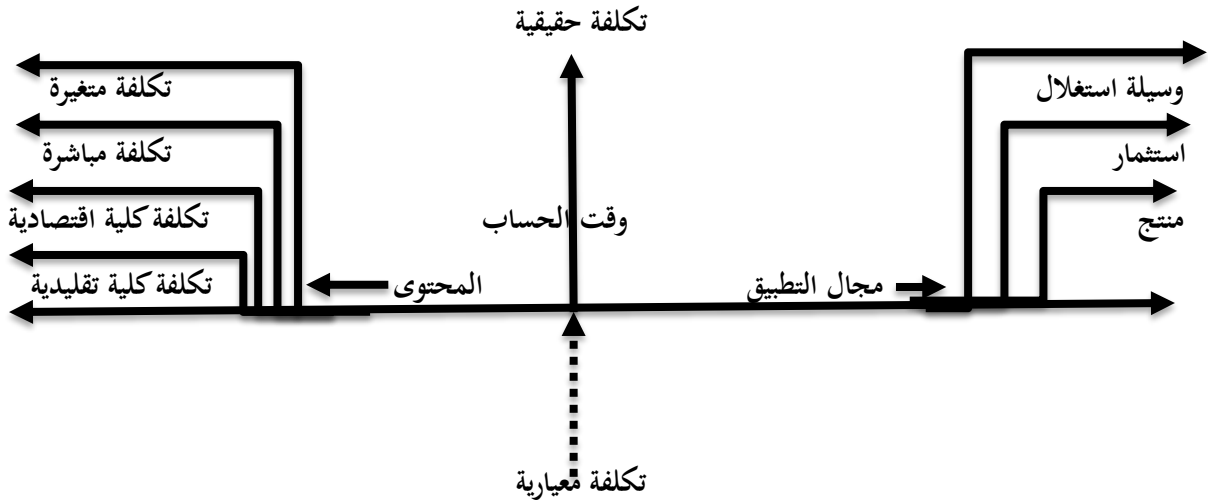 تكلفة حقيقية
وسيلة استغلال
تكلفة متغيرة
استثمار
تكلفة مباشرة
منتج
وقت الحساب
تكلفة كلية اقتصادية
مجال التطبيق
المحتوى
تكلفة كلية تقليدية
تكلفة معيارية